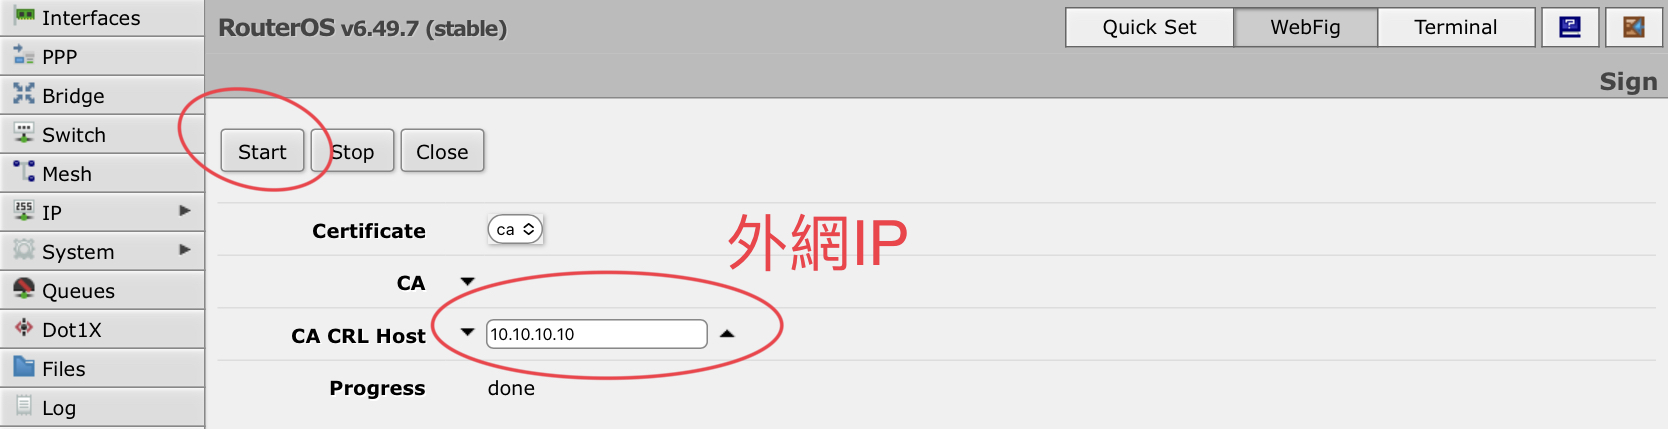 Interfaces
PPP
Bridge
Switch
Mesh
IP
System
Queues
Dot1X
Files
Log
RouterOS v6.49.7 (stable)
Quick Set
WebFig
Terminal
Sign
Start
Stop
Close
Certificate
ca
外網IP
CA
CA CRL Host
10.10.10.10
Progress
done